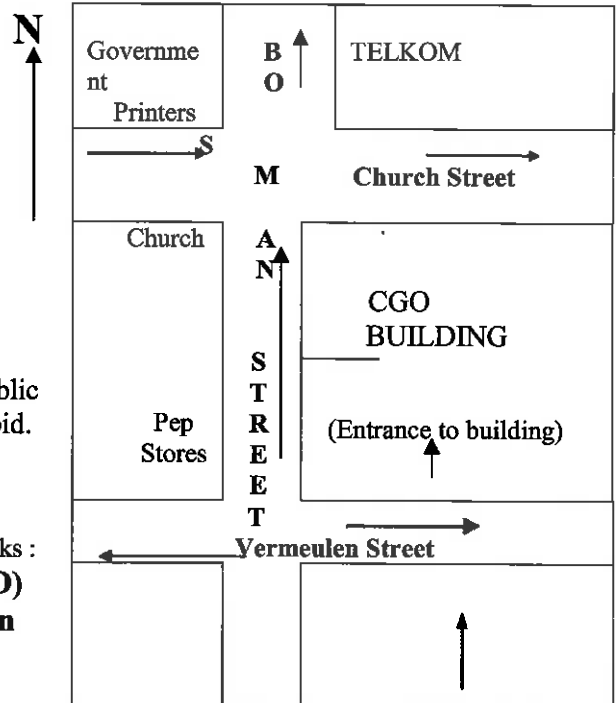 N
Governme
nt
Printers
B
O
TELKOM
S
M
Church Street
Church
A
N
CGO
BUILDING
blic
oid.
S
T
R
E
E
T
Pep
Stores
(Entrance to building)
Vermeulen Street
ks :
D)
n